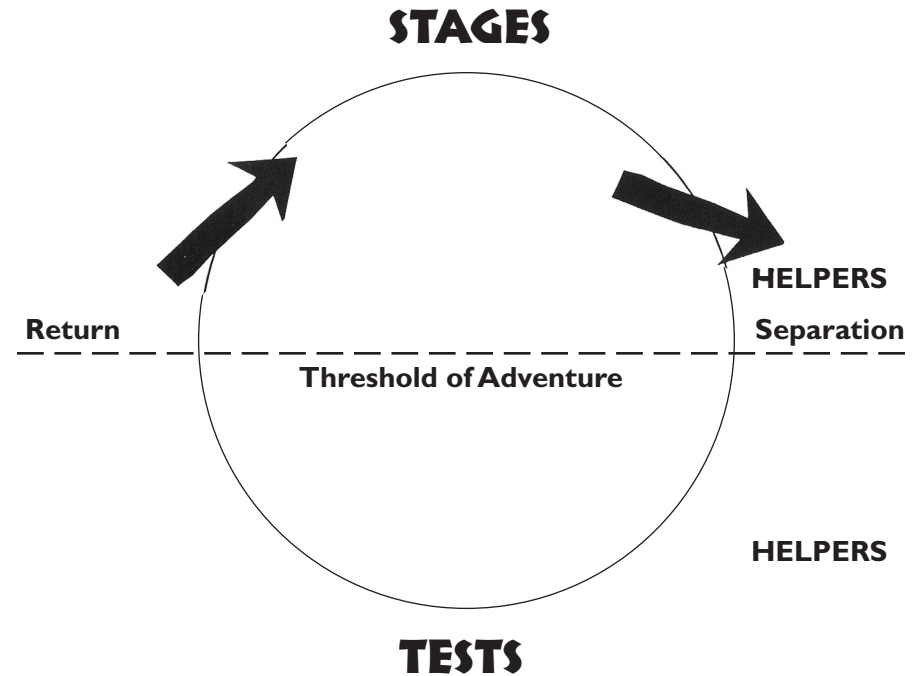 STAGES
HELPERS
Return
Separation
Threshold of Adventure
HELPERS
TESTS